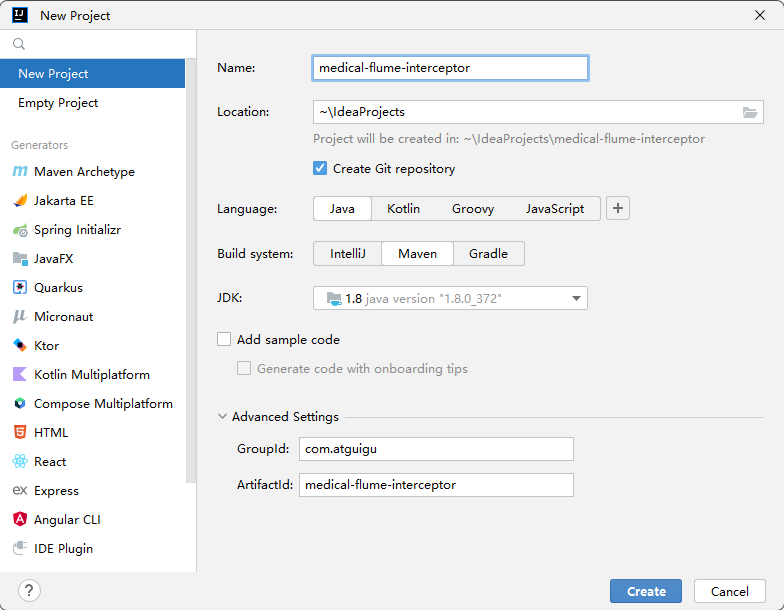 New Project
New Project
Empty Project
Generators
Maven Archetype
Jakarta EE
Spring Initializr
JavaFX
Quarkus
Micronaut
Ktor
Kotlin Multiplatform
Compose Multiplatform
HTML
React
Express
Angular CLI
IDE Plugin
Name: medical-flume-interceptor
Location: ~\IdeaProjects
Project will be created in: ~\IdeaProjects\medical-flume-interceptor
Create Git repository
Language: Java Kotlin Groovy JavaScript +
Build system: IntelliJ Maven Gradle
JDK: 1.8 java version "1.8.0_372"
Add sample code
Generate code with onboarding tips
Advanced Settings
GroupId: com.atguigu
ArtifactId: medical-flume-interceptor
? Create Cancel